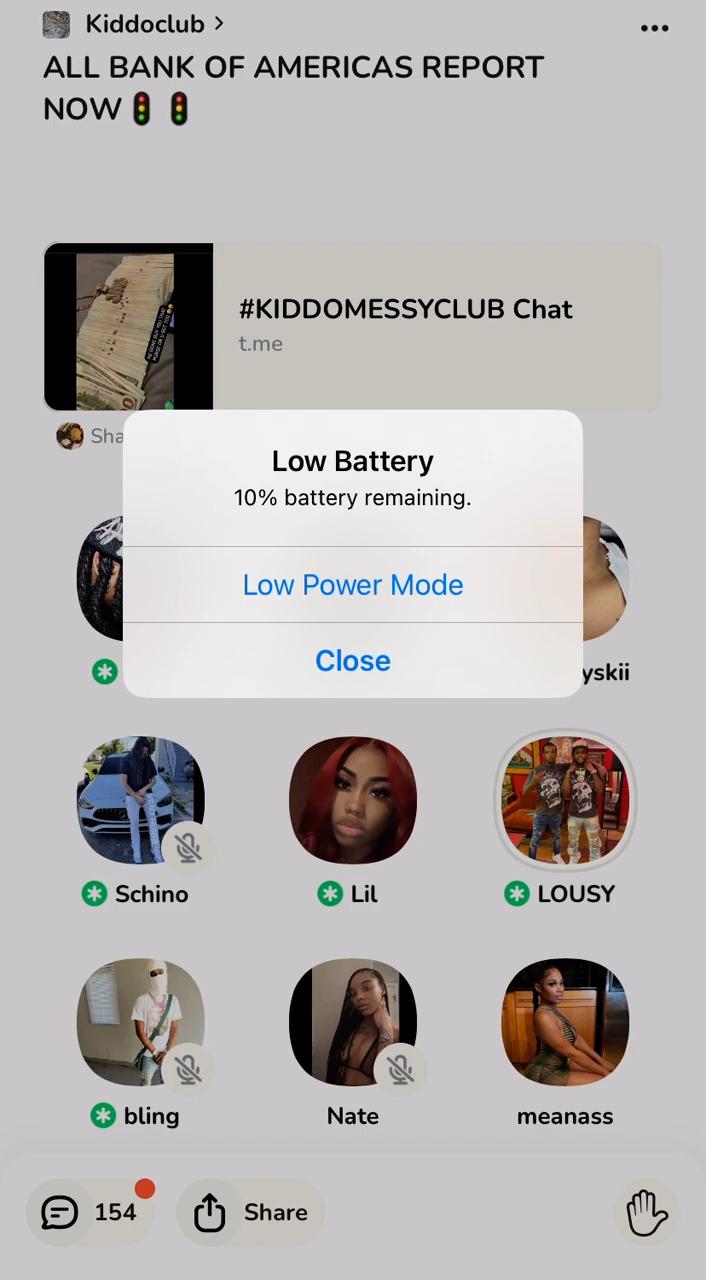 Kiddoclub >
ALL BANK OF AMERICAS REPORT
NOW🚦🚦
#KIDDOMESSYCLUB Chat
t.me
Sha
Low Battery
10% battery remaining.
Low Power Mode
Close
yskii
Schino
Lil
LOUSY
bling
Nate
meanass
154
Share